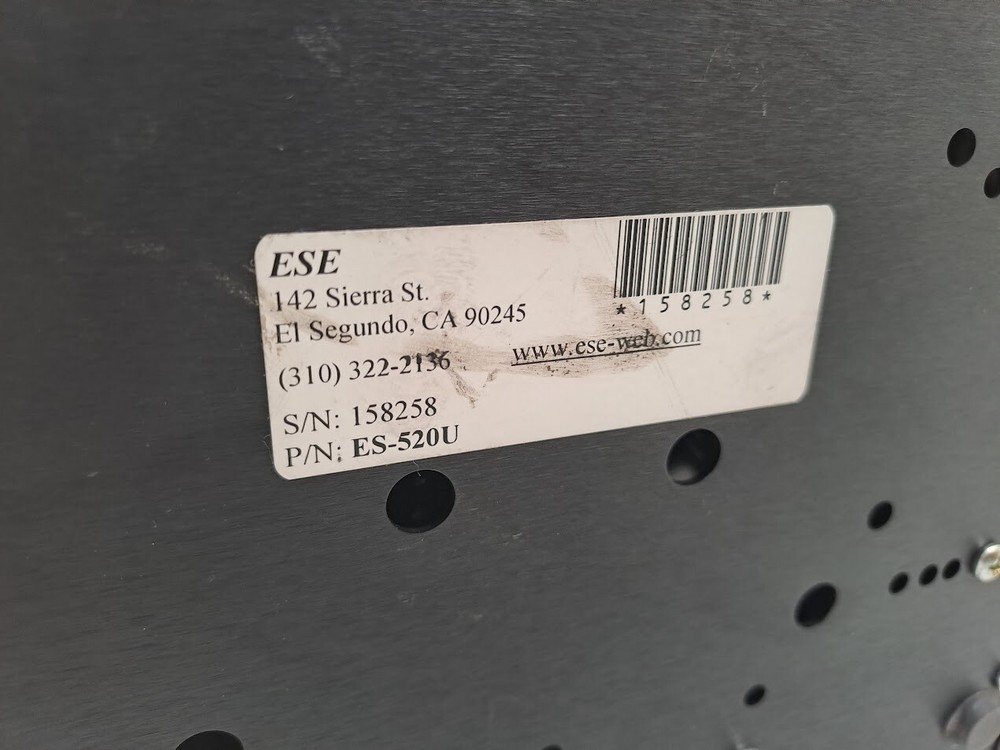 ESE
142 Sierra St.
El Segundo, CA 90245
(310) 322-2136
S/N: 158258
P/N: ES-520U
*158258*
www.ese-web.com